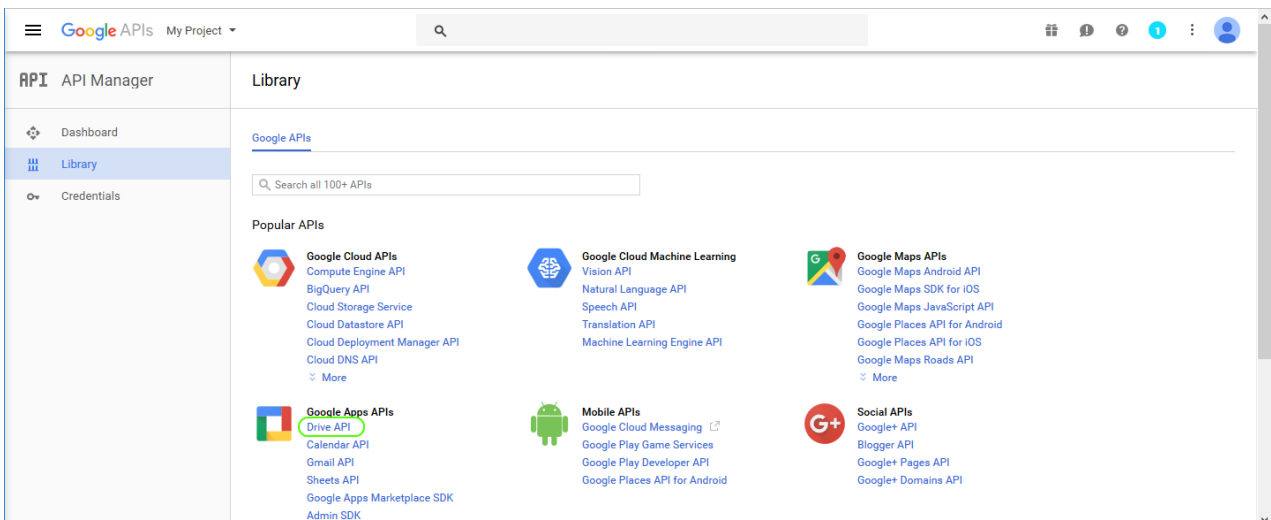 Google APIs My Project
1
API API Manager
Library
Dashboard
Library
Credentials
Google APIs
Search all 100+ APIs
Popular APIs
Google Cloud APIs
Compute Engine API
BigQuery API
Cloud Storage Service
Cloud Datastore API
Cloud Deployment Manager API
Cloud DNS API
More
Google Cloud Machine Learning
Vision API
Natural Language API
Speech API
Translation API
Machine Learning Engine API
G
Google Maps APIs
Google Maps Android API
Google Maps SDK for iOS
Google Maps JavaScript API
Google Places API for Android
Google Places API for iOS
Google Maps Roads API
More
Google Apps APIs
Drive API
Calendar API
Gmail API
Sheets API
Google Apps Marketplace SDK
Admin SDK
Mobile APIs
Google Cloud Messaging
Google Play Game Services
Google Play Developer API
Google Places API for Android
G+
Social APIs
Google+ API
Blogger API
Google+ Pages API
Google+ Domains API